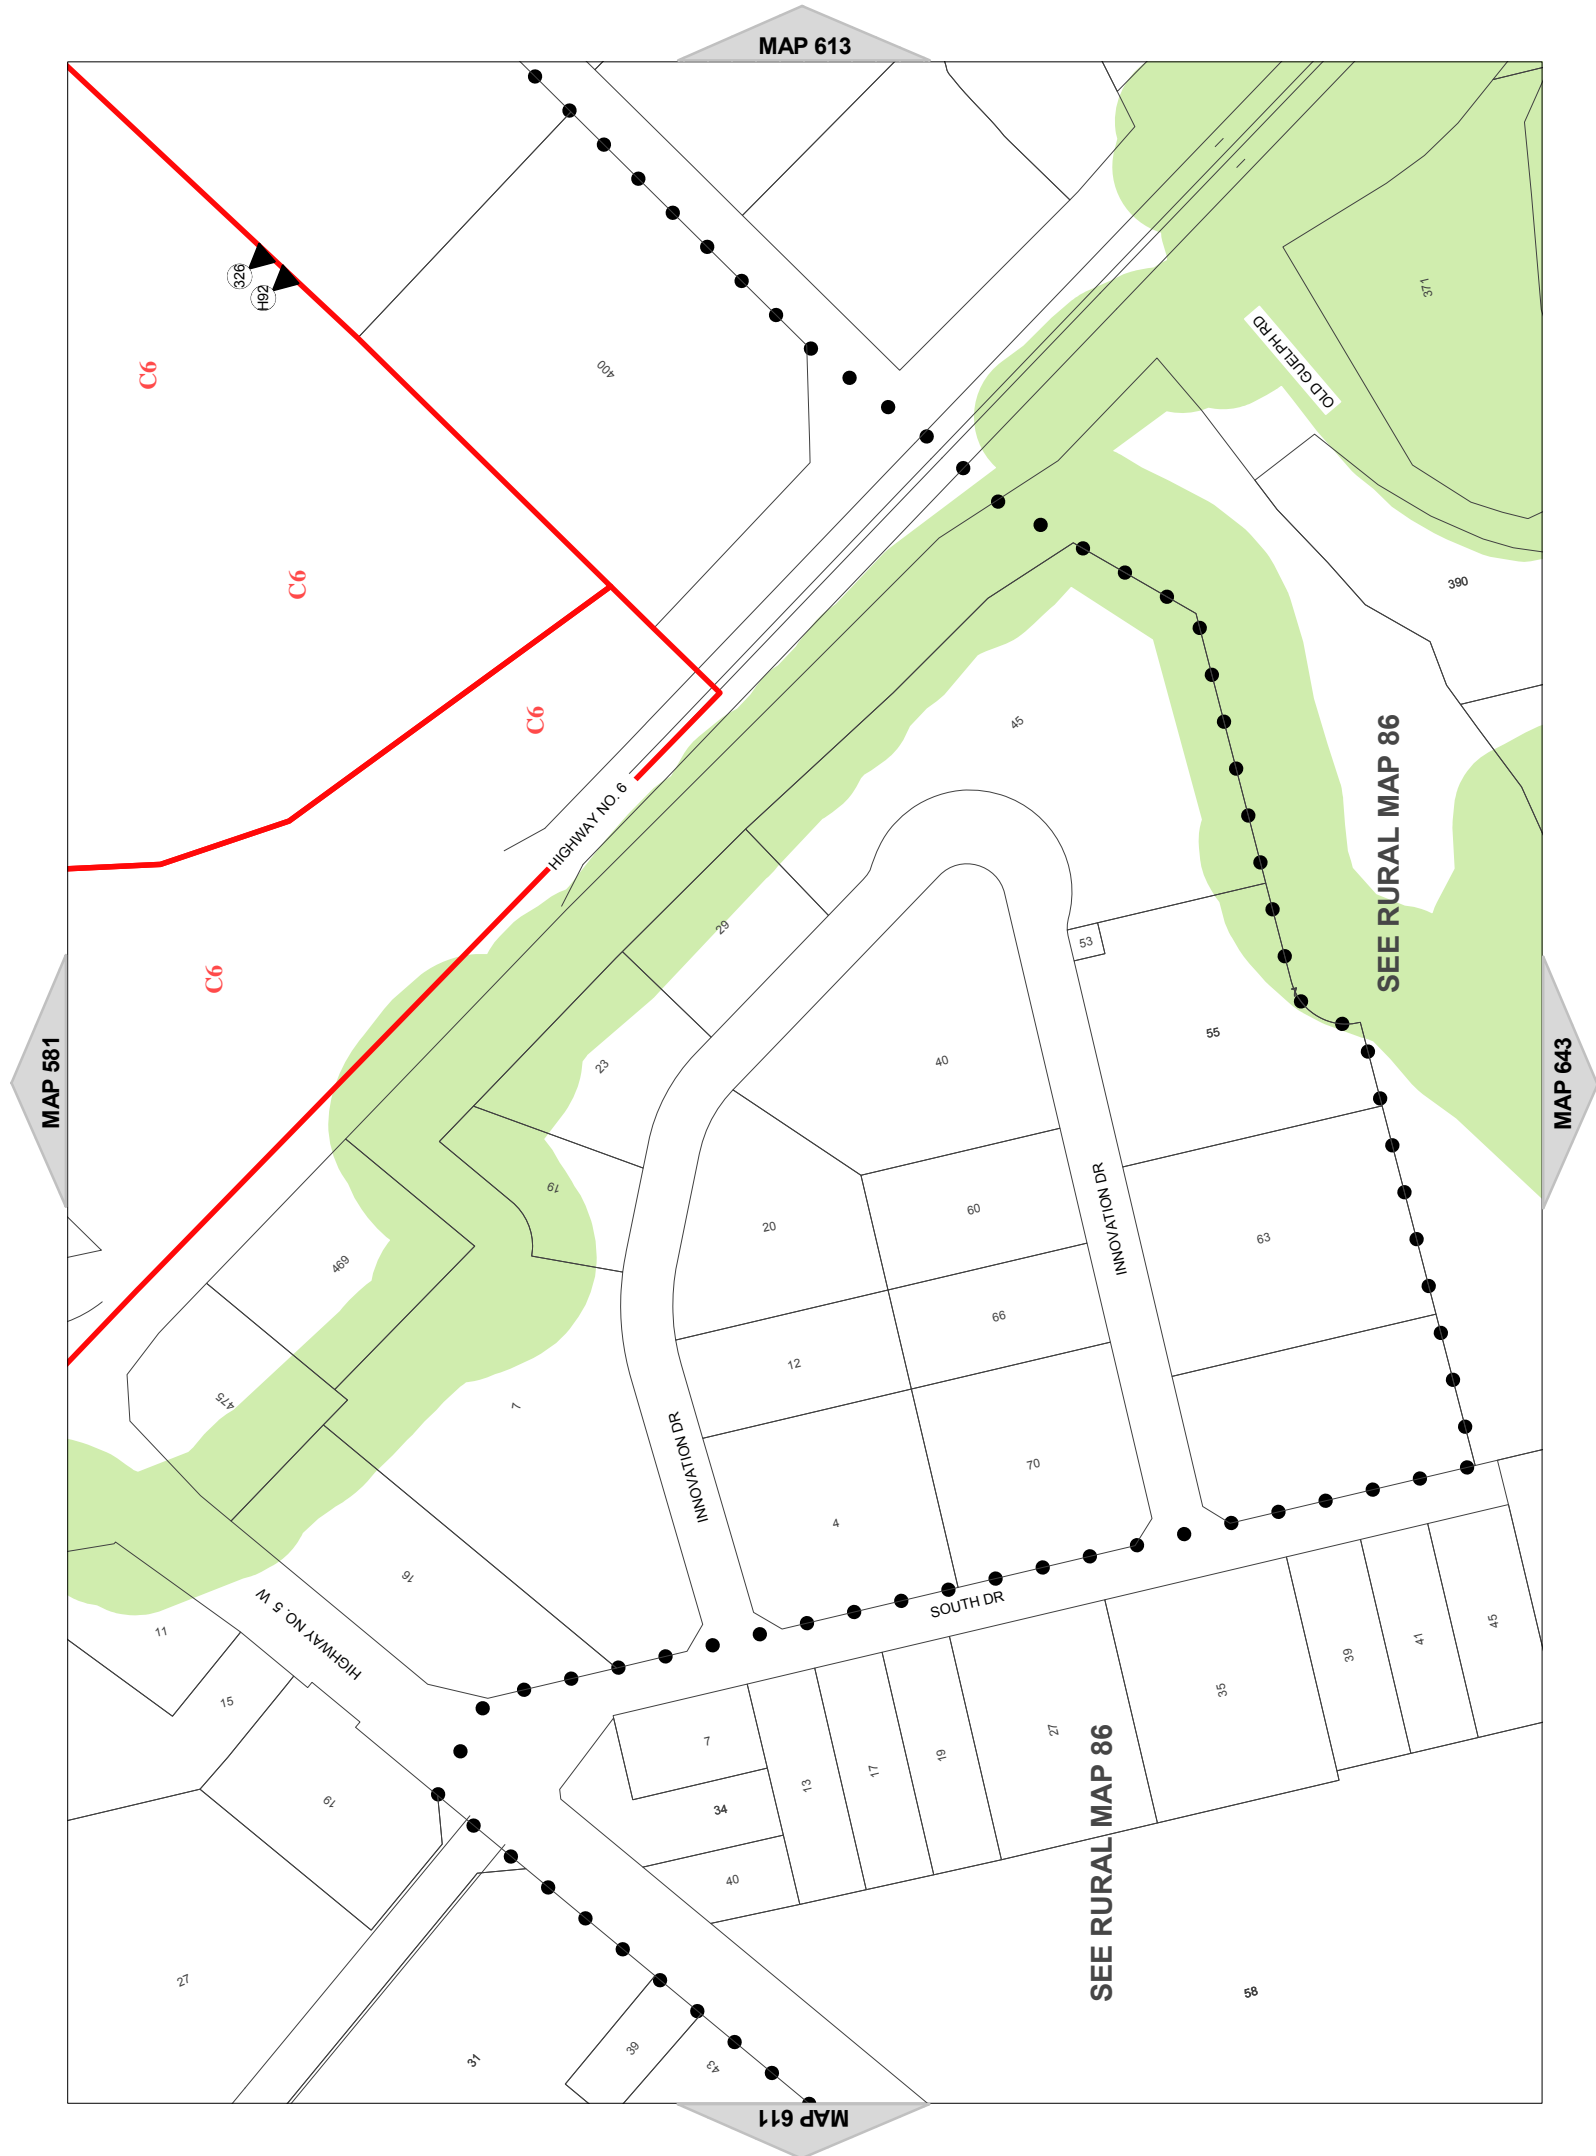 MAP 613
326
H92
371
C6
400
OLD GUELPH RD
C6
390
C6
45
HIGHWAY NO. 6
SEE RURAL MAP 86
29
53
C6
55
1
23
40
MAP 581
MAP 643
19
60
20
INNOVATION DR
63
469
66
12
475
7
INNOVATION DR
70
4
16
HIGHWAY NO. 5 W
SOUTH DR
11
45
41
39
15
35
27
7
19
17
13
19
34
SEE RURAL MAP 86
40
27
58
31
39
43
MAP 611